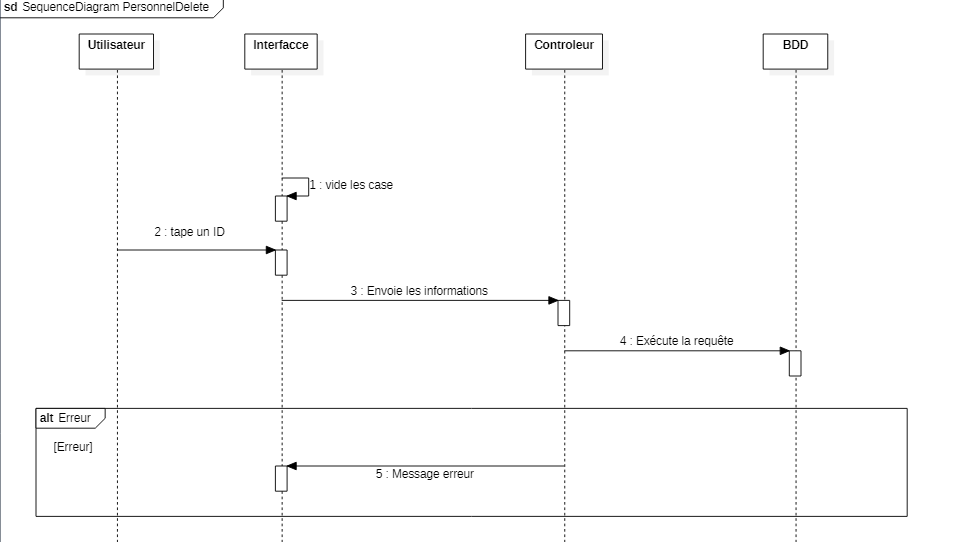 sd SequenceDiagram PersonnelDelete
Utilisateur
Interfacce
Controleur
BDD
1 : vide les case
2 : tape un ID
3 : Envoie les informations
4 : Exécute la requête
alt Erreur
[Erreur]
5 : Message erreur